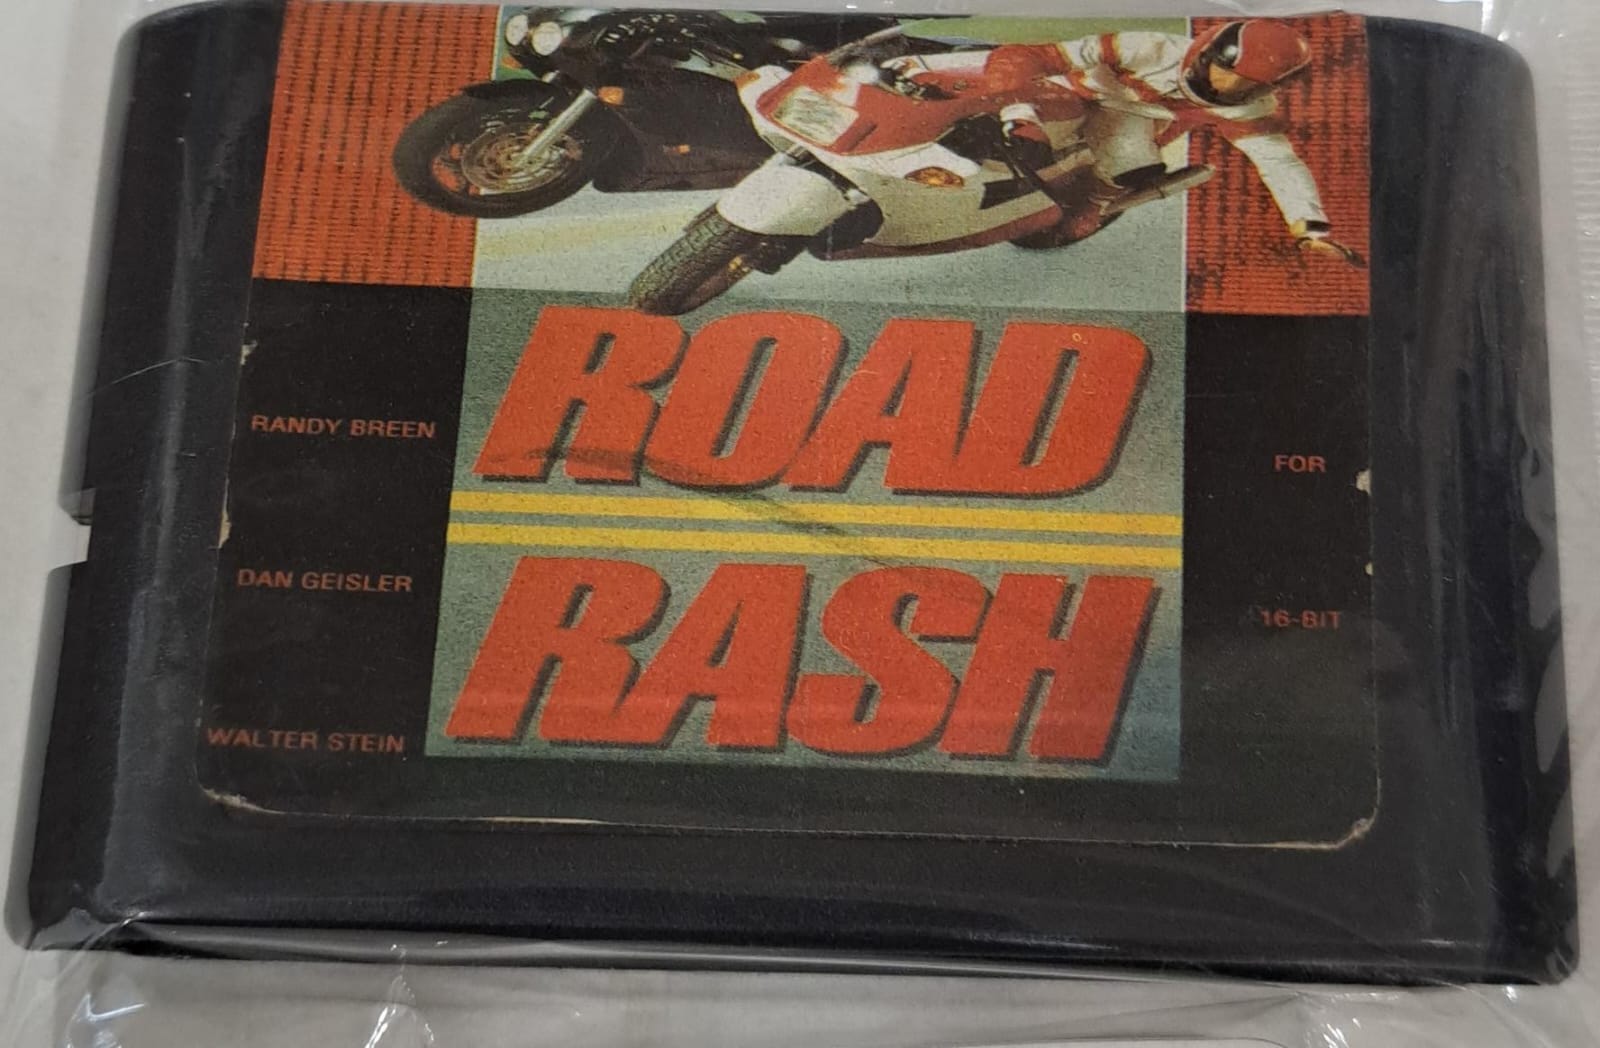 ROAD
RASH
RANDY BREEN
DAN GEISLER
WALTER STEIN
FOR
16-BIT